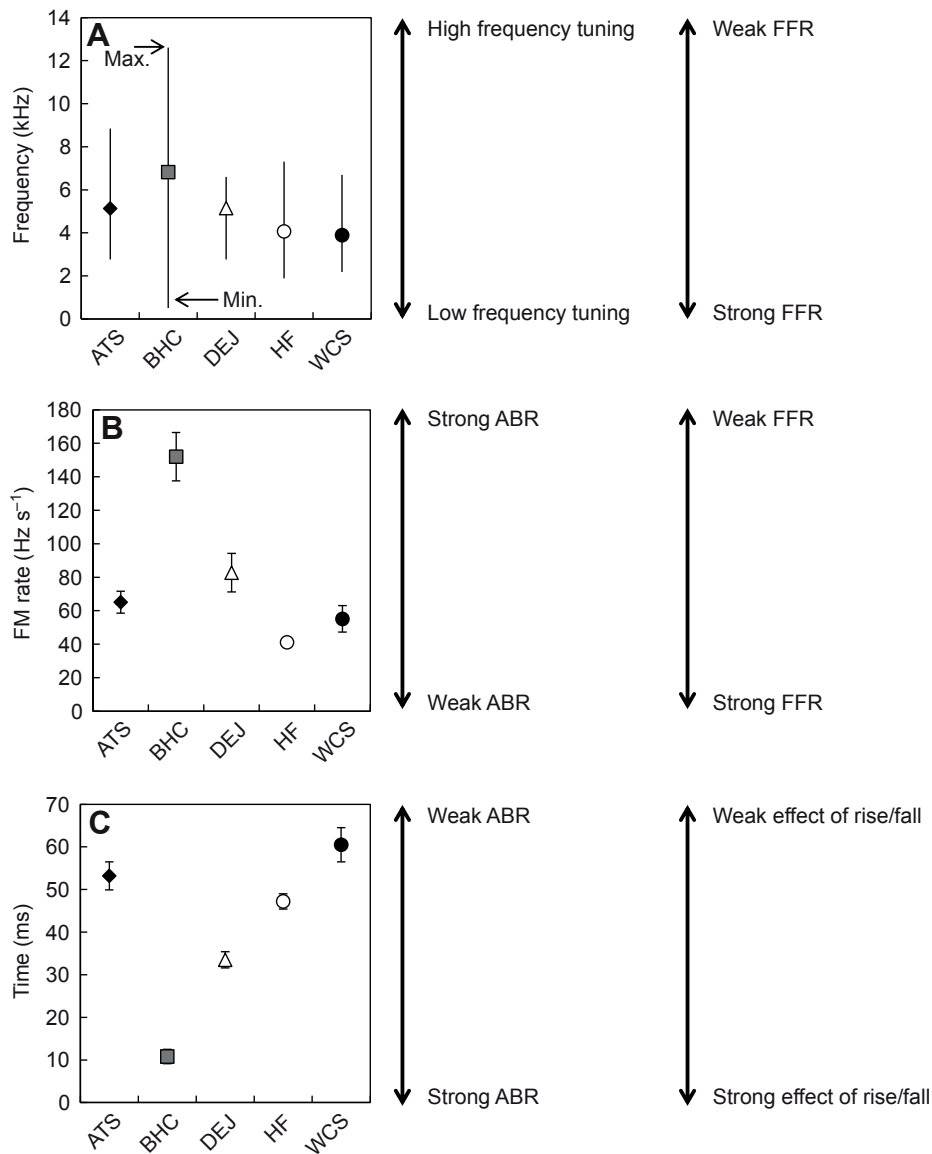 A
Max.
Min.
Frequency (kHz)
14
12
10
8
6
4
2
0
ATS
BHC
DEJ
HF
WCS
High frequency tuning
Low frequency tuning
Weak FFR
Strong FFR
B
FM rate (Hz s⁻¹)
180
160
140
120
100
80
60
40
20
0
ATS
BHC
DEJ
HF
WCS
Strong ABR
Weak ABR
Weak FFR
Strong FFR
C
Time (ms)
70
60
50
40
30
20
10
0
ATS
BHC
DEJ
HF
WCS
Weak ABR
Strong ABR
Weak effect of rise/fall
Strong effect of rise/fall